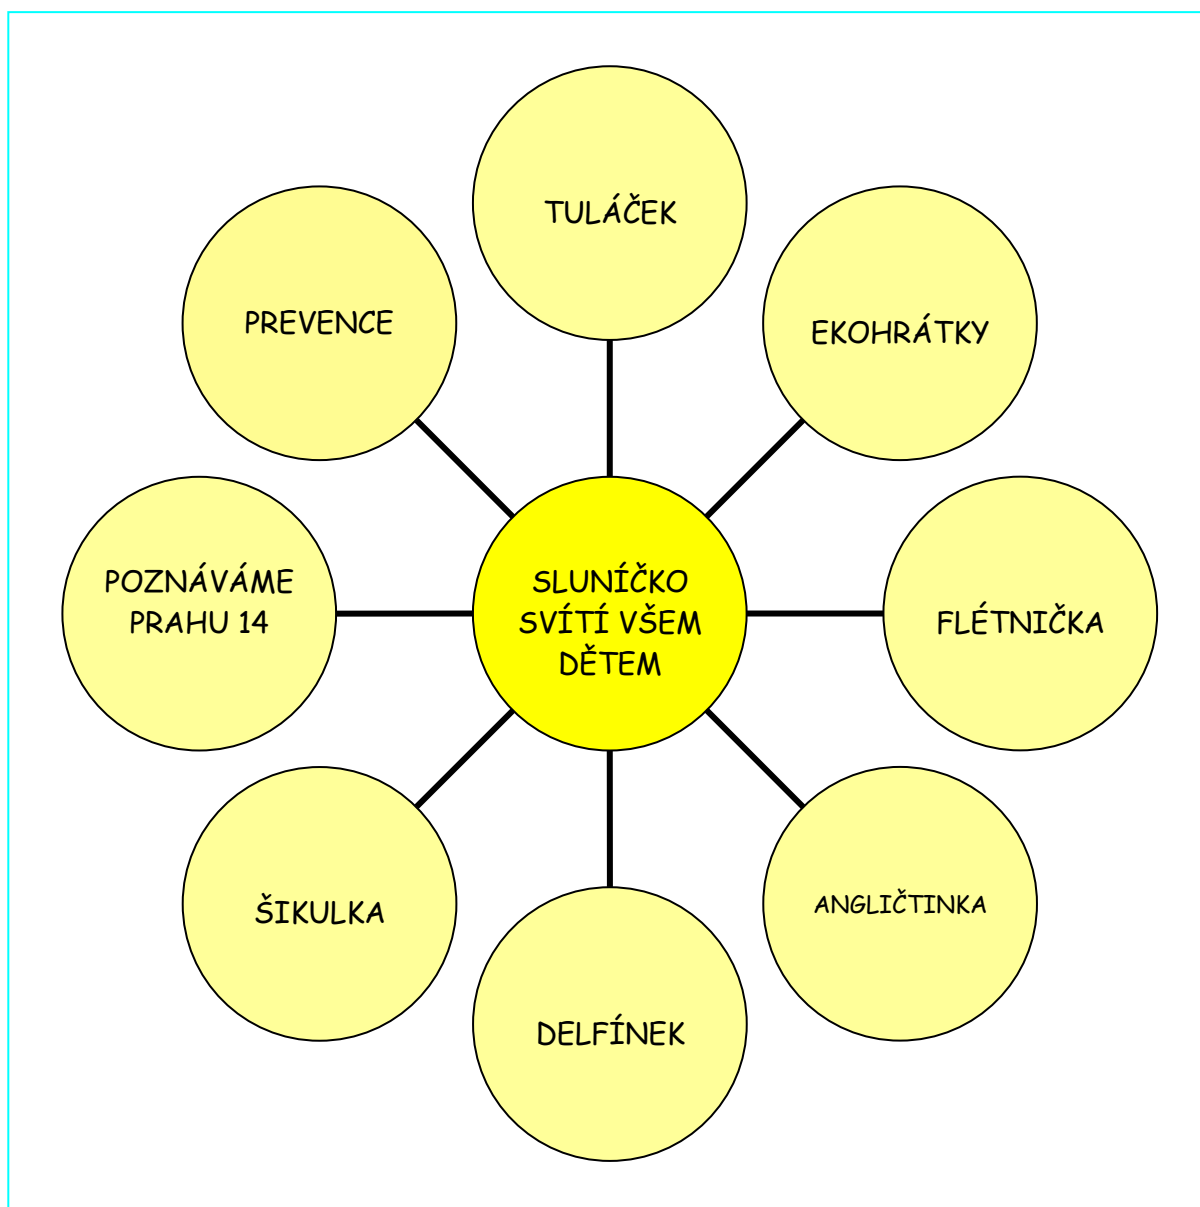 TULÁČEK
PREVENCE
EKOHRÁTKY
POZNÁVÁME
PRAHU 14
SLUNÍČKO
SVÍTÍ VŠEM
DĚTEM
FLÉTNIČKA
ŠIKULKA
ANGLIČTINKA
DELFÍNEK